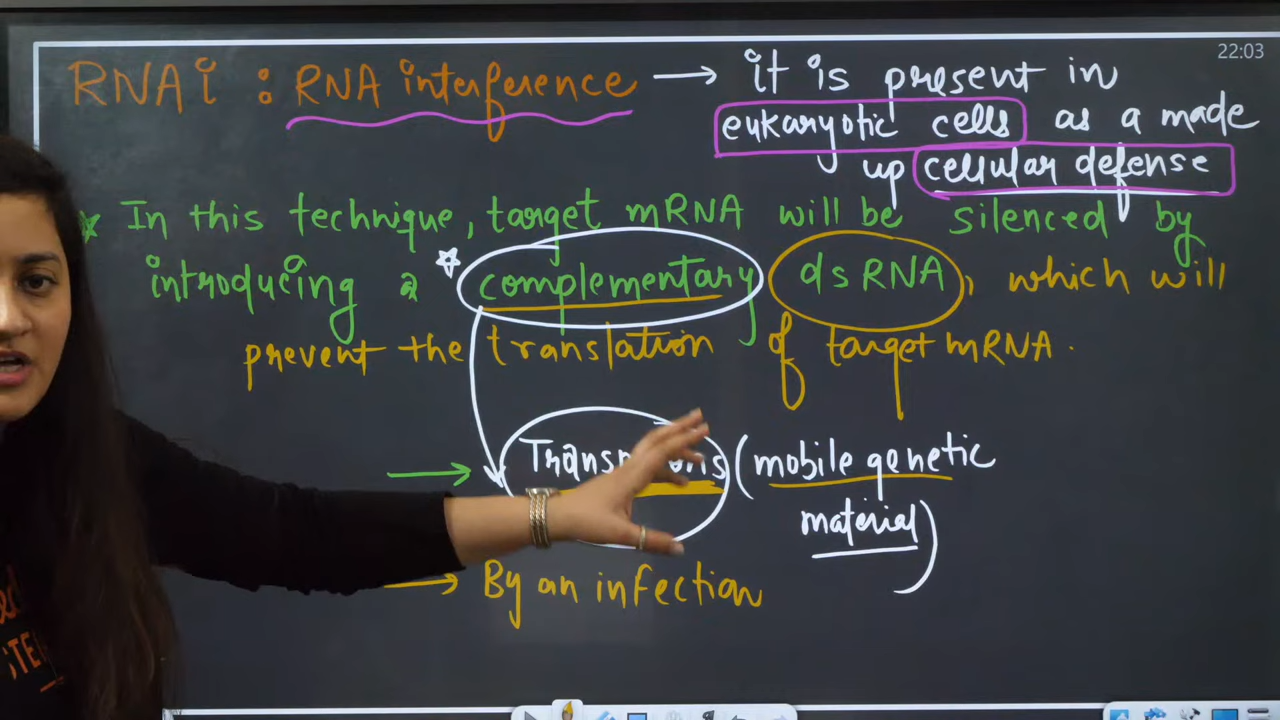 22:03
RNAi : RNA interference → it is present in
eukaryotic cells as a made
up cellular defense
In this technique, target mRNA will be silenced by
introducing a complementary dsRNA, which will
prevent the translation of target mRNA.
→ (mobile genetic
material)
→ By an infection